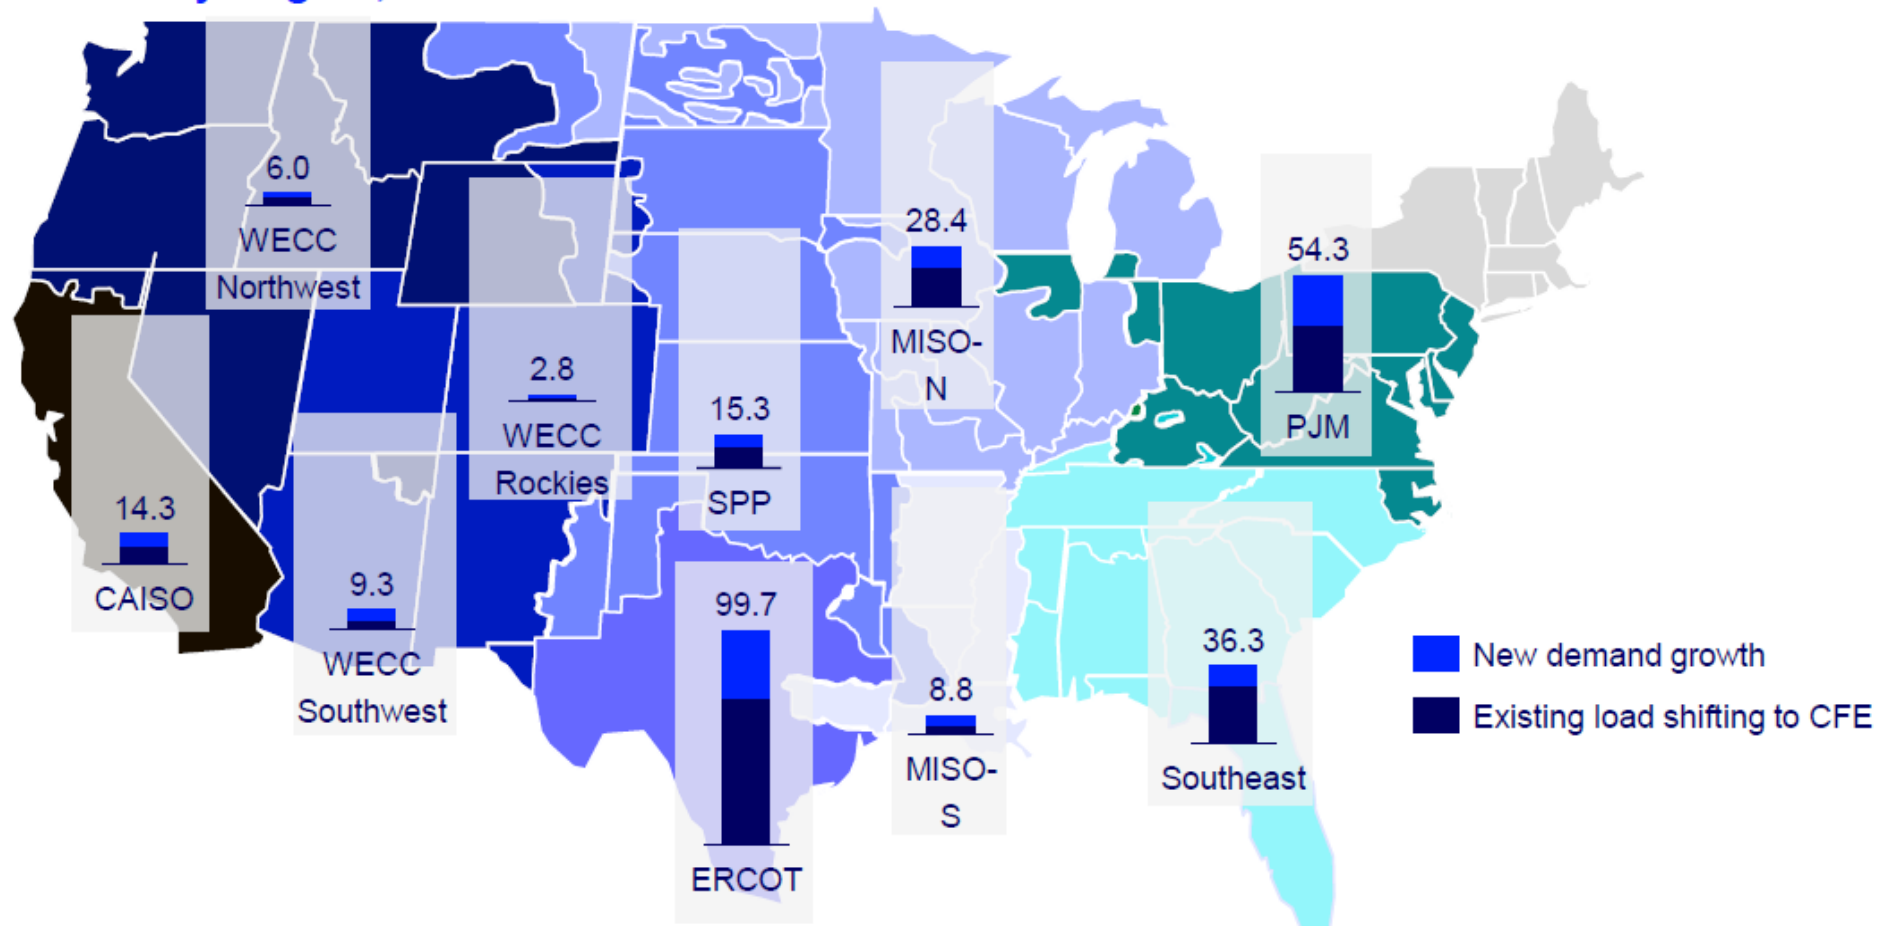 6.0
WECC
Northwest
2.8
WECC
Rockies
28.4
MISO-
N
54.3
PJM
15.3
SPP
14.3
CAISO
9.3
WECC
Southwest
99.7
ERCOT
8.8
MISO-
S
36.3
Southeast
New demand growth
Existing load shifting to CFE